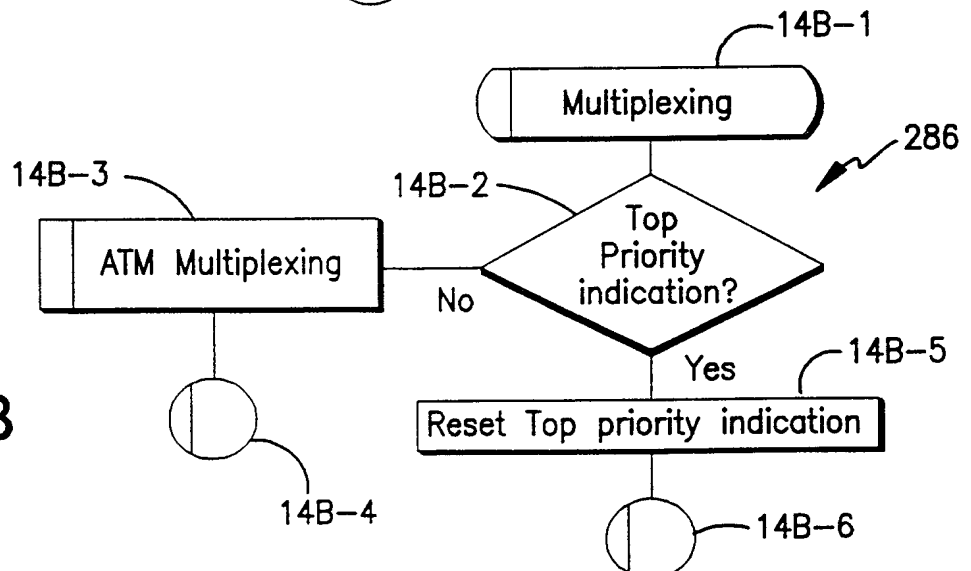 14B-1
Multiplexing
286
14B-3
14B-2
Top
Priority
indication?
ATM Multiplexing
No
Yes
14B-5
Reset Top priority indication
14B-4
14B-6